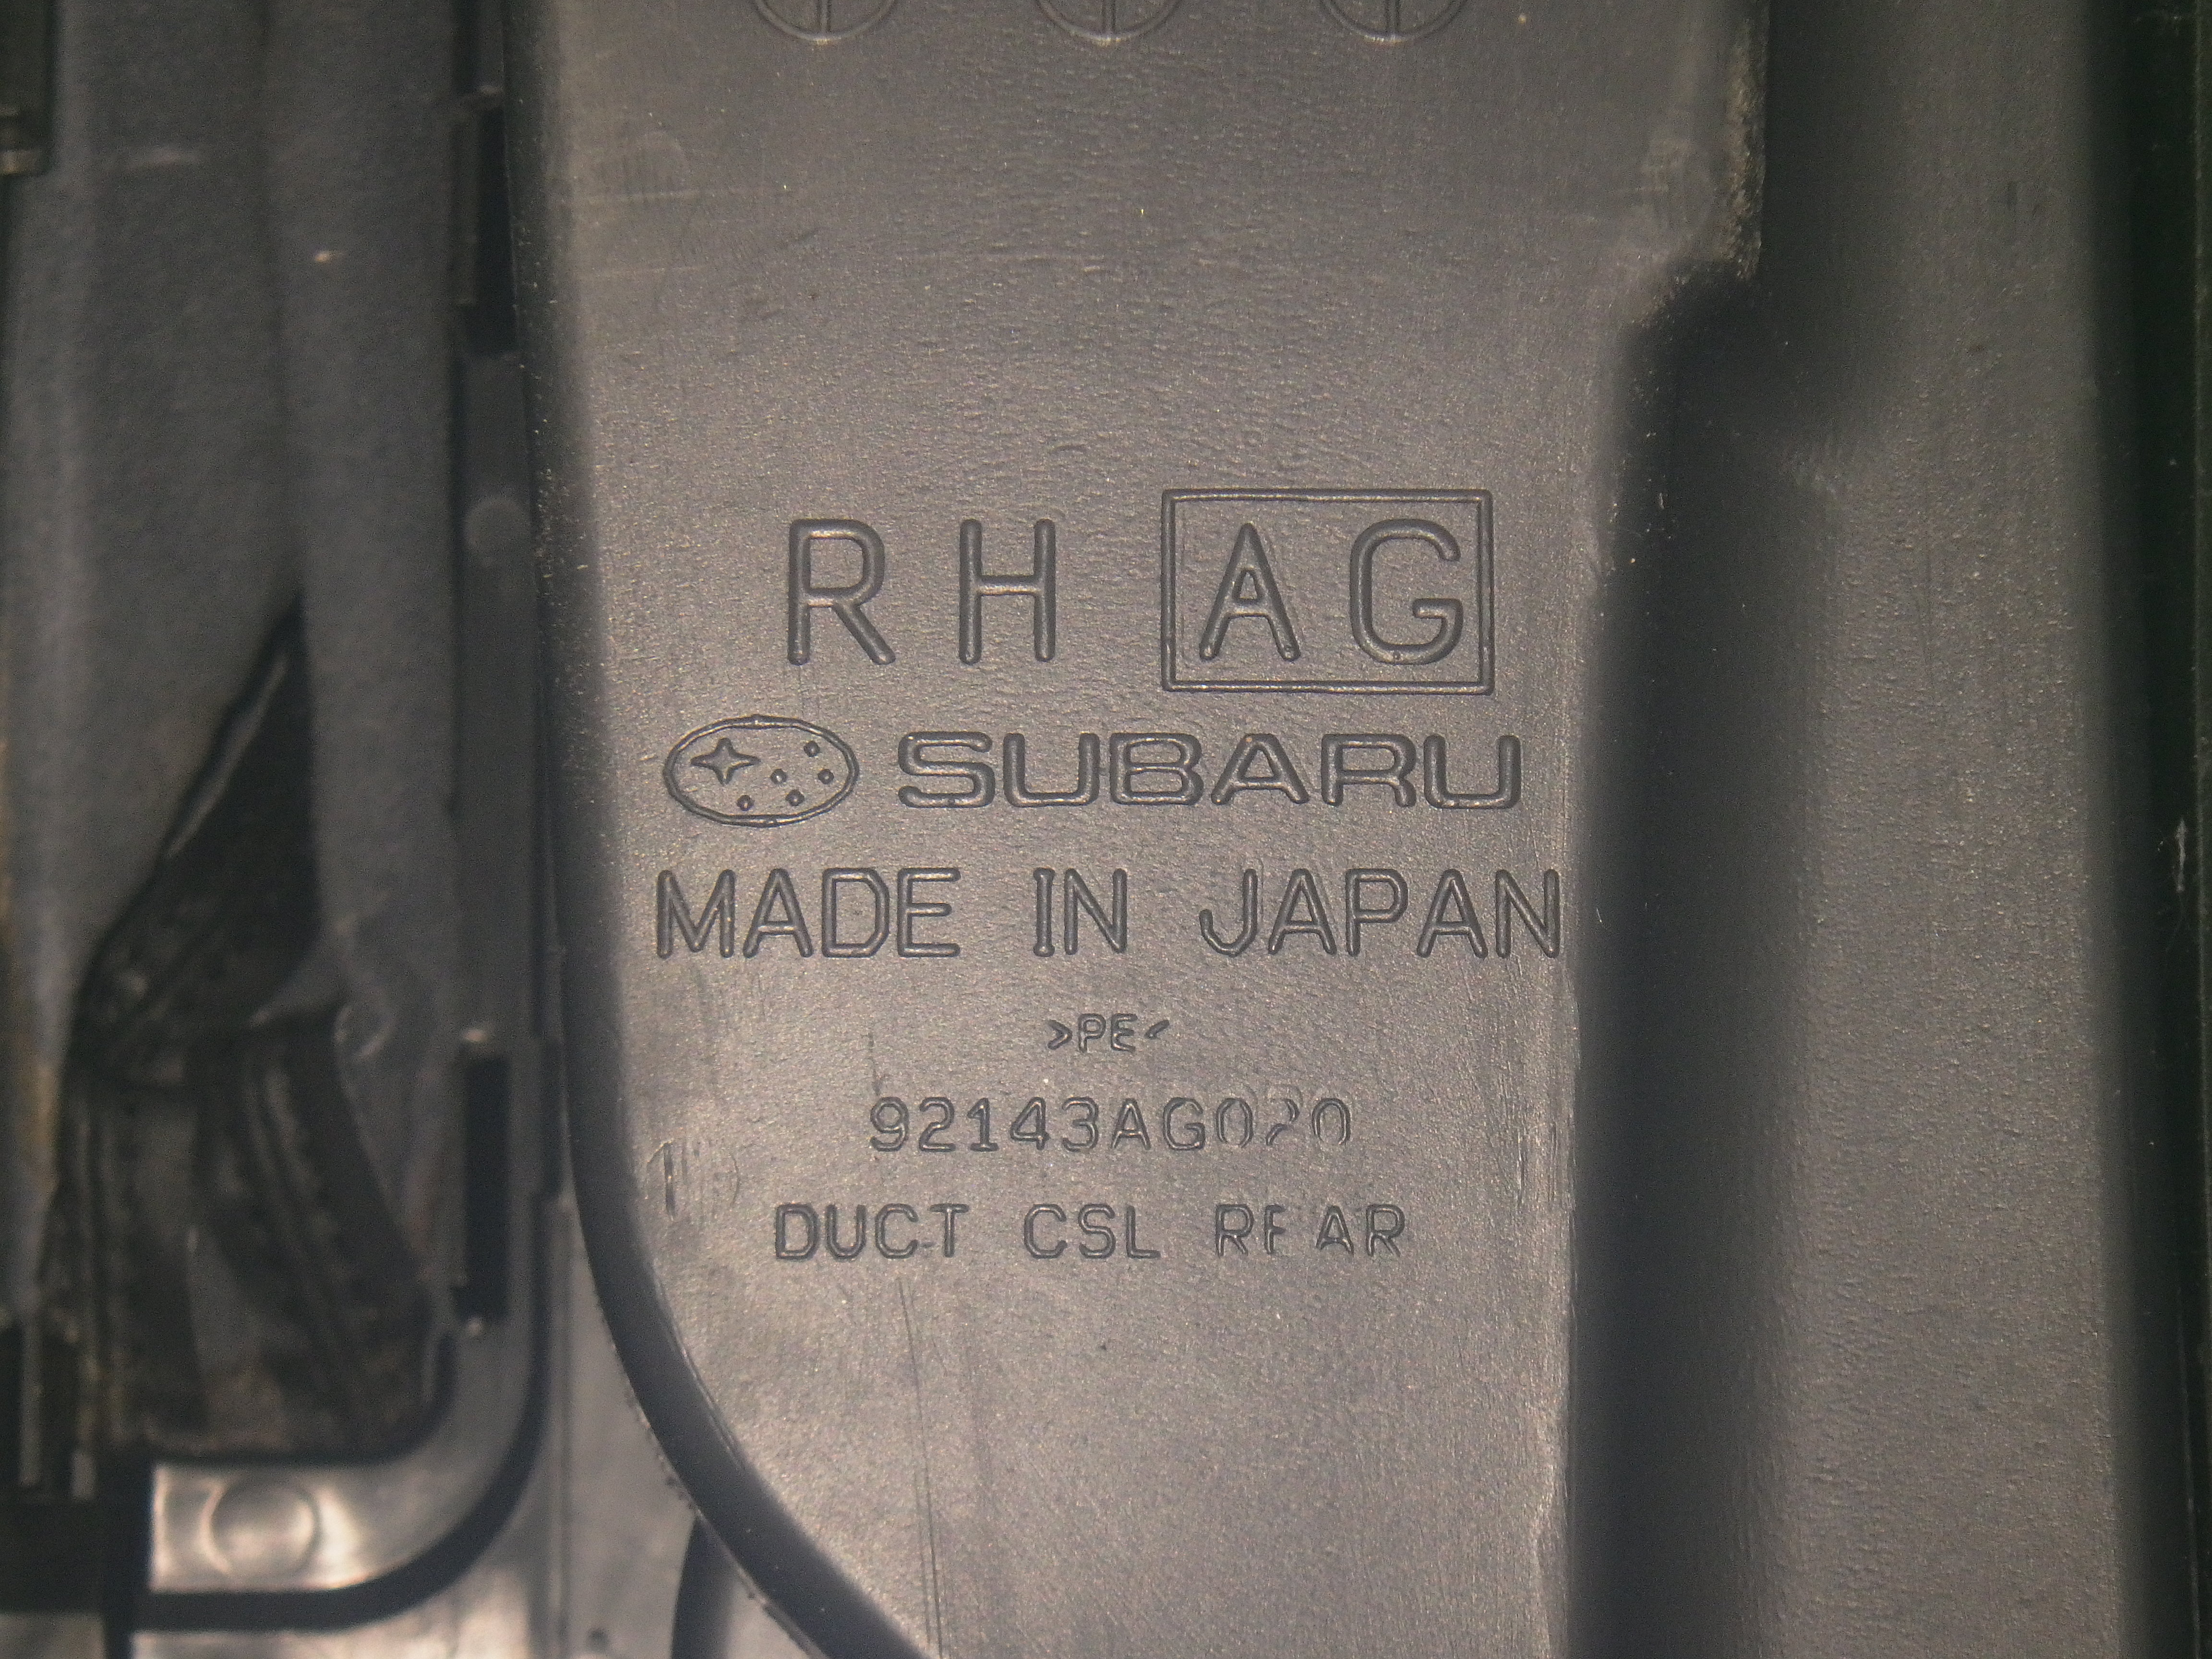 RH AG
SUBARU
MADE IN JAPAN
>PE<
92143AG020
DUCT CSL REAR